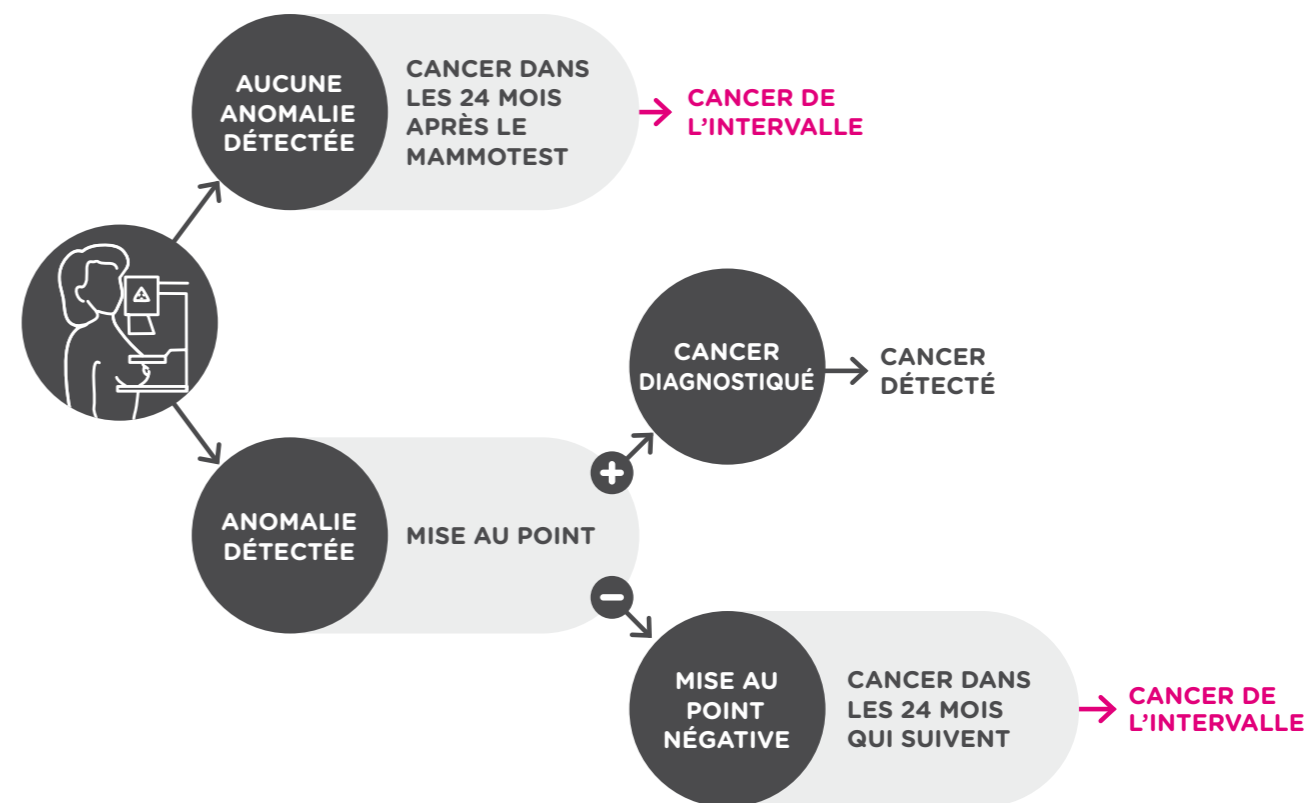 AUCUNE
ANOMALIE
DÉTECTÉE
CANCER DANS
LES 24 MOIS
APRÈS LE
MAMMOTEST
CANCER DE
L'INTERVALLE
CANCER
DIAGNOSTIQUÉ
CANCER
DÉTECTÉ
ANOMALIE
DÉTECTÉE
MISE AU POINT
+
−
MISE AU
POINT
NÉGATIVE
CANCER DANS
LES 24 MOIS
QUI SUIVENT
CANCER DE
L'INTERVALLE